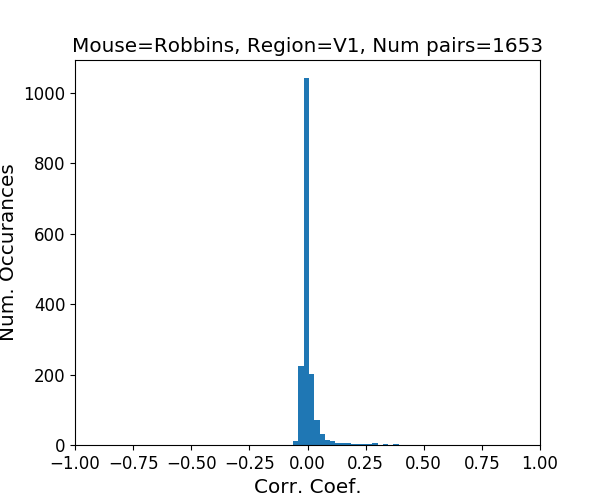 Mouse=Robbins, Region=V1, Num pairs=1653
1000
800
600
400
200
0
Num. Occurances
−1.00 −0.75 −0.50 −0.25 0.00 0.25 0.50 0.75 1.00
Corr. Coef.